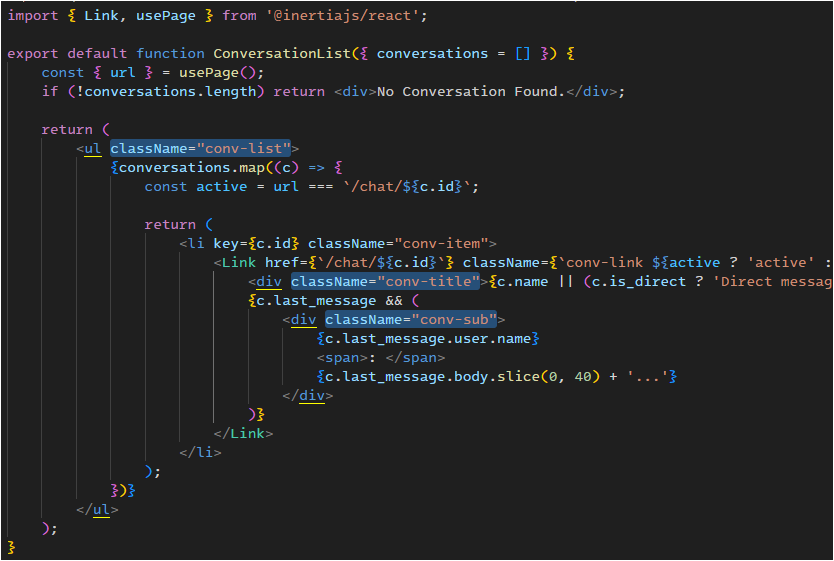 import { Link, usePage } from '@inertiajs/react';
export default function ConversationList({ conversations = [] }) {
const { url } = usePage();
if (!conversations.length) return <div>No Conversation Found.</div>;
return (
<ul className="conv-list">
{conversations.map((c) => {
const active = url === `/chat/${c.id}`;
return (
<li key={c.id} className="conv-item">
<Link href={`/chat/${c.id}`} className={`conv-link ${active ? 'active' :
<div className="conv-title">{c.name || (c.is_direct ? 'Direct messag
{c.last_message && (
<div className="conv-sub">
{c.last_message.user.name}
<span>: </span>
{c.last_message.body.slice(0, 40) + '...'}
</div>
)}
</Link>
</li>
);
})}
</ul>
);
}